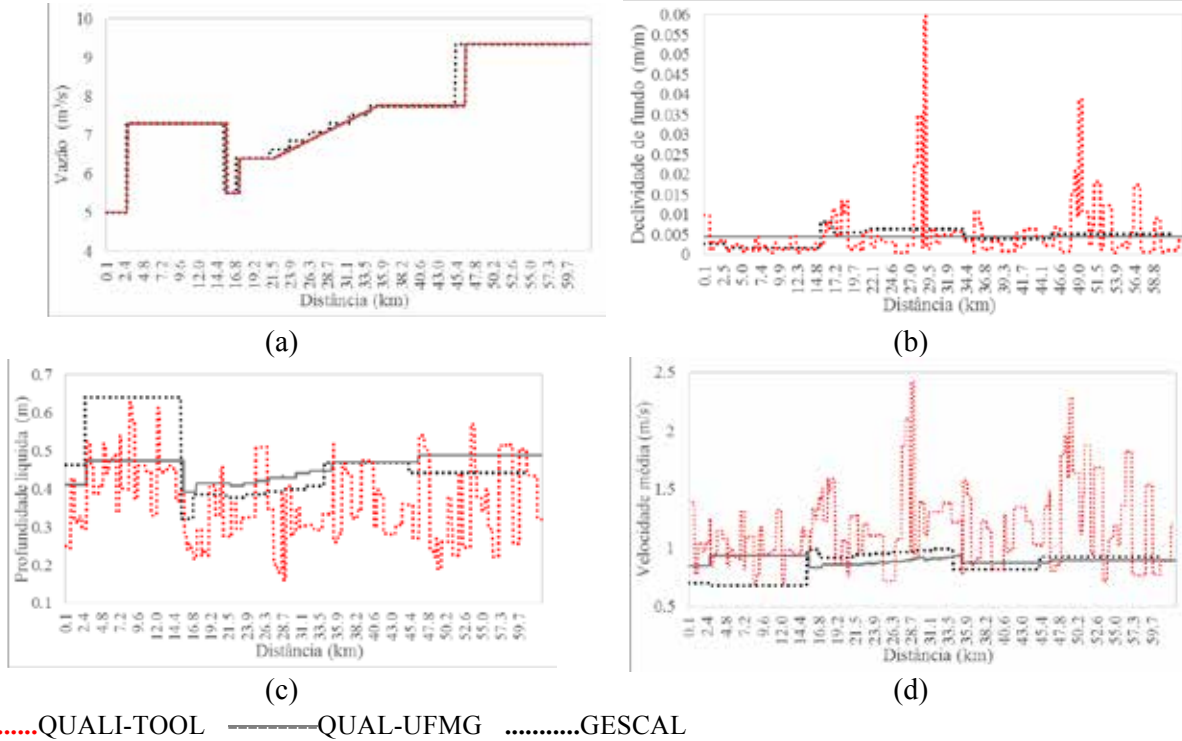 10
9
8
7
6
5
4
Vazão (m³/s)
0.1 2.4 4.8 7.2 9.6 12.0 14.4 16.8 19.2 21.5 23.9 26.3 28.7 31.1 33.5 35.9 38.2 40.6 43.0 45.4 47.8 50.2 52.6 55.0 57.3 59.7
Distância (km)
(a)
0.06
0.055
0.05
0.045
0.04
0.035
0.03
0.025
0.02
0.015
0.01
0.005
0
Declividade de fundo (m/m)
0.1 2.5 5.0 7.4 9.9 12.3 14.8 17.2 19.7 22.1 24.6 27.0 29.5 31.9 34.4 36.8 39.3 41.7 44.1 46.6 49.0 51.5 53.9 56.4 58.8
Distância (km)
(b)
0.7
0.6
0.5
0.4
0.3
0.2
0.1
Profundidade líquida (m)
0.1 2.4 4.8 7.2 9.6 12.0 14.4 16.8 19.2 21.5 23.9 26.3 28.7 31.1 33.5 35.9 38.2 40.6 43.0 45.4 47.8 50.2 52.6 55.0 57.3 59.7
Distância (km)
(c)
2.5
2
1.5
1
0.5
Velocidade média (m/s)
0.1 2.4 4.8 7.2 9.6 12.0 14.4 16.8 19.2 21.5 23.9 26.3 28.7 31.1 33.5 35.9 38.2 40.6 43.0 45.4 47.8 50.2 52.6 55.0 57.3 59.7
Distância (km)
(d)
QUALI-TOOL QUAL-UFMG GESCAL